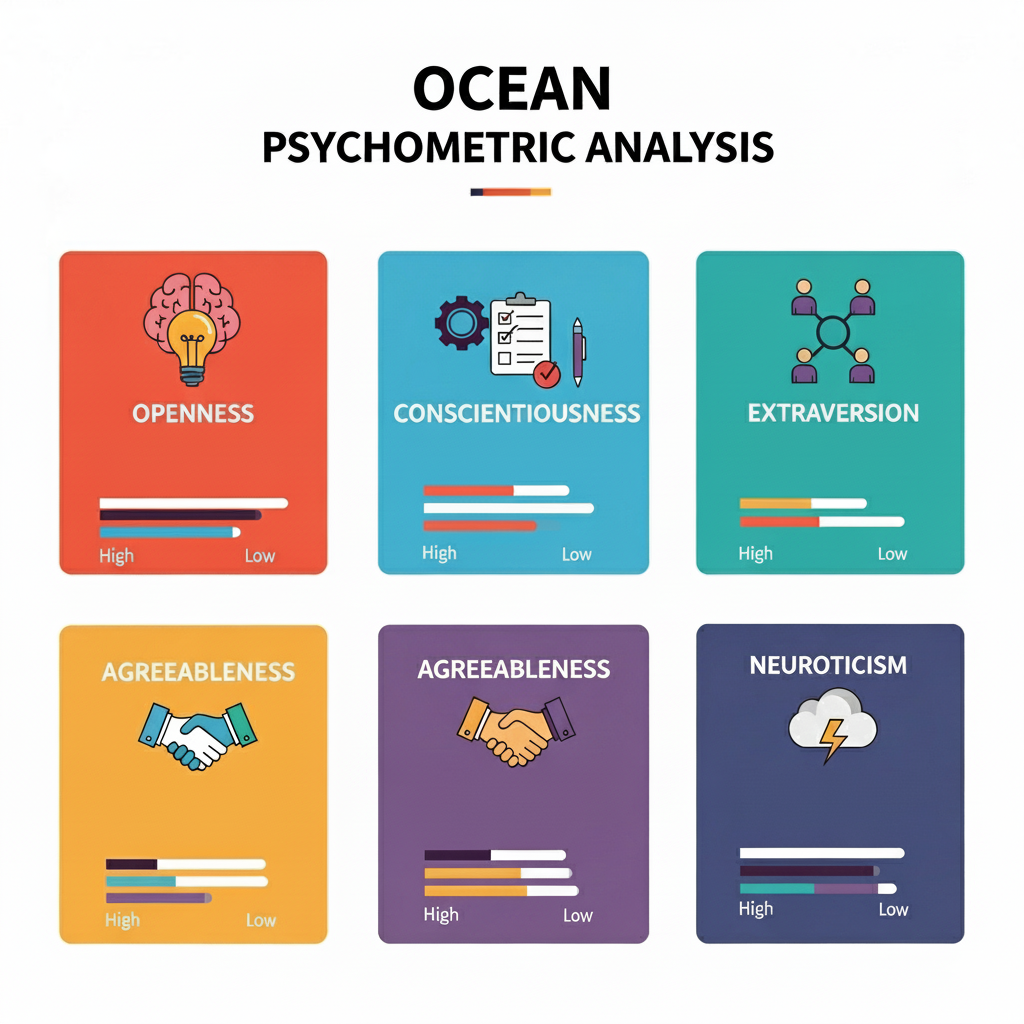 OCEAN
PSYCHOMETRIC ANALYSIS
OPENNESS
High Low
CONSCIENTIOUSNESS
High Low
EXTRAVERSION
High Low
AGREEABLENESS
High Low
AGREEABLENESS
High Low
NEUROTICISM
High Low